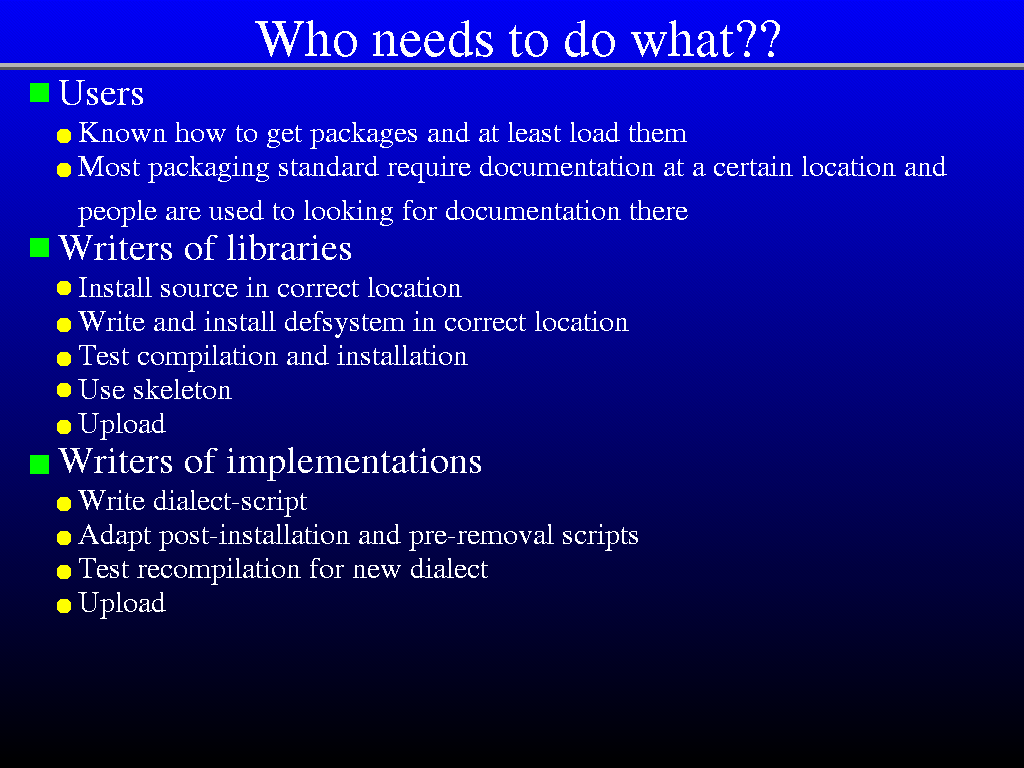 Who needs to do what??
Users
Known how to get packages and at least load them
Most packaging standard require documentation at a certain location and
people are used to looking for documentation there
Writers of libraries
Install source in correct location
Write and install defsystem in correct location
Test compilation and installation
Use skeleton
Upload
Writers of implementations
Write dialect-script
Adapt post-installation and pre-removal scripts
Test recompilation for new dialect
Upload